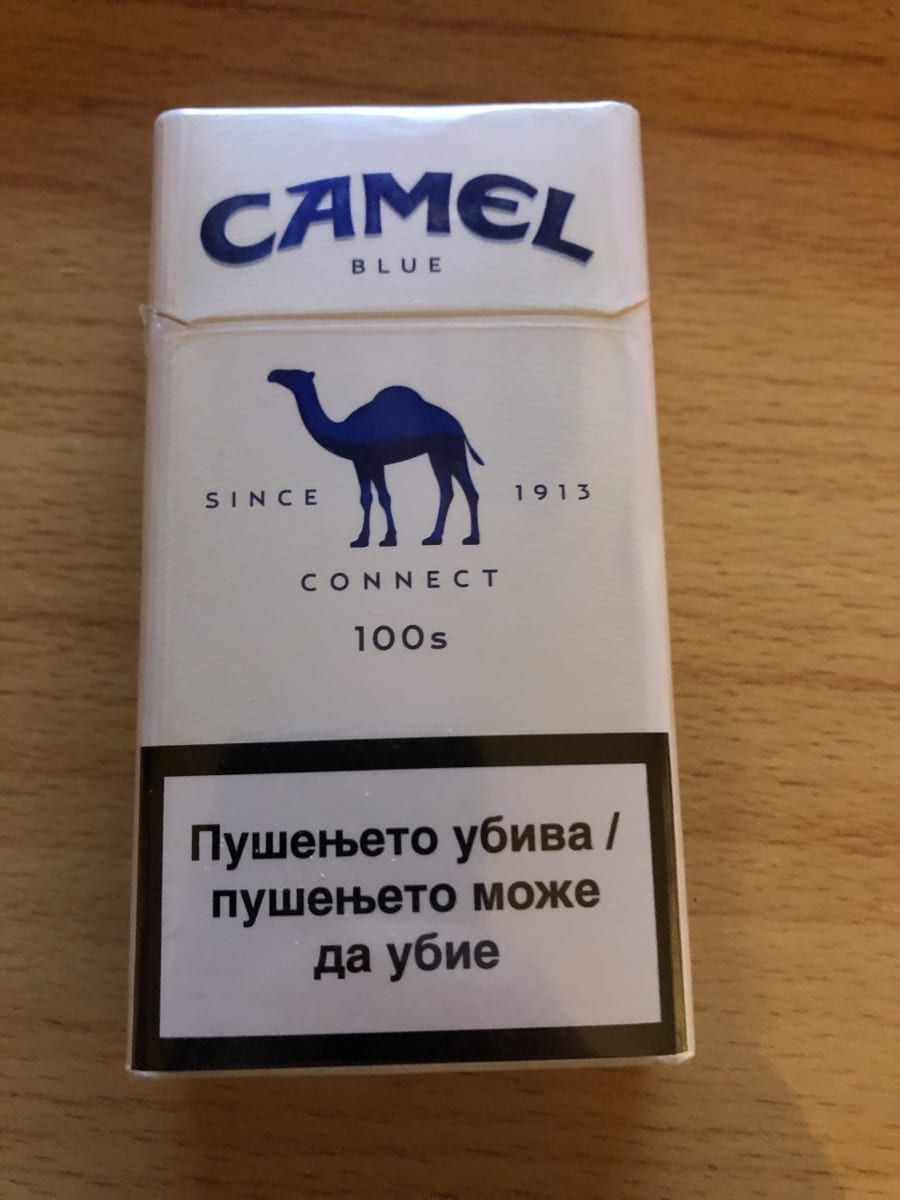 CAMEL
BLUE
SINCE 1913
CONNECT
100s
Пушењето убива /
пушењето може
да убие